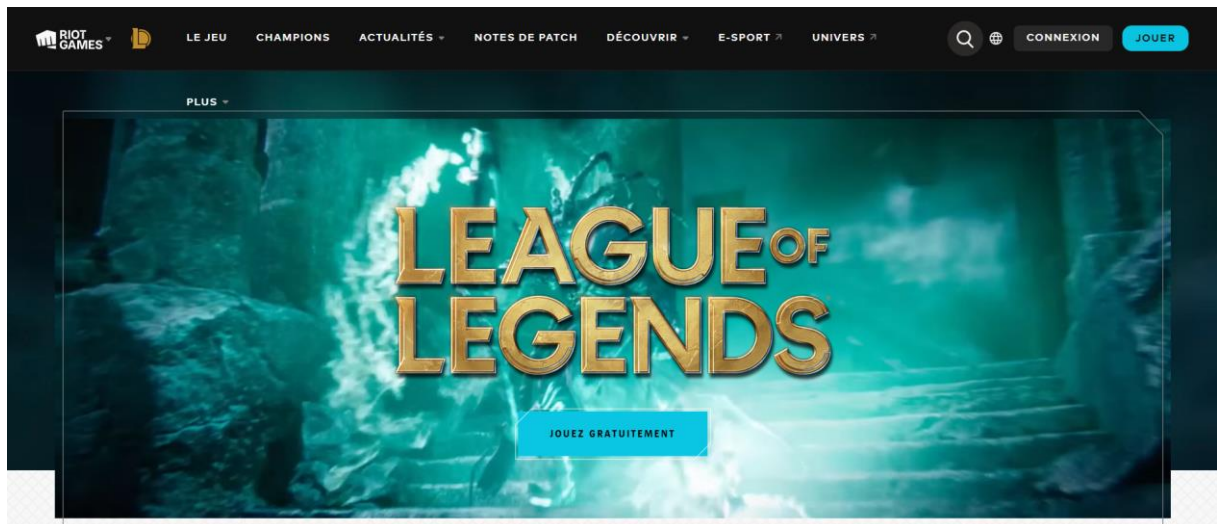 RIOT GAMES LE JEU CHAMPIONS ACTUALITÉS NOTES DE PATCH DÉCOUVRIR E-SPORT UNIVERS CONNEXION JOUER
PLUS
LEAGUE OF
LEGENDS
JOUEZ GRATUITEMENT